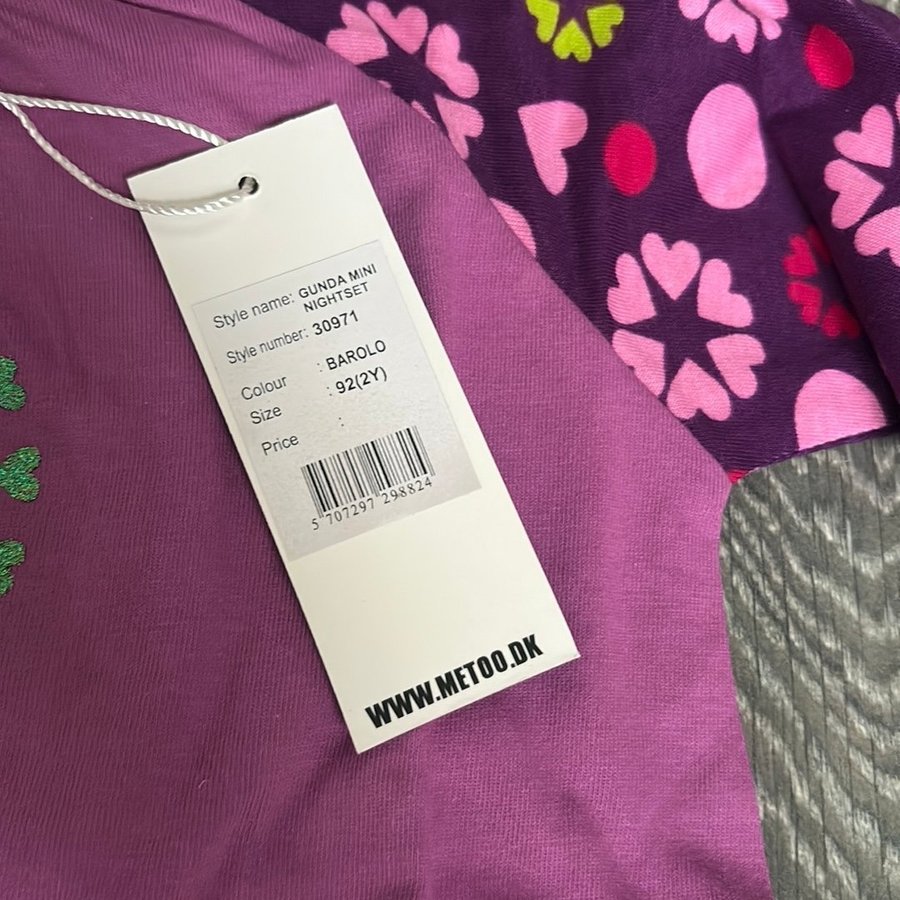 Style name: GUNDA MINI
NIGHTSET
Style number: 30971
Colour : BAROLO
Size : 92(2Y)
Price :
5 707297 298824
WWW.METOO.DK